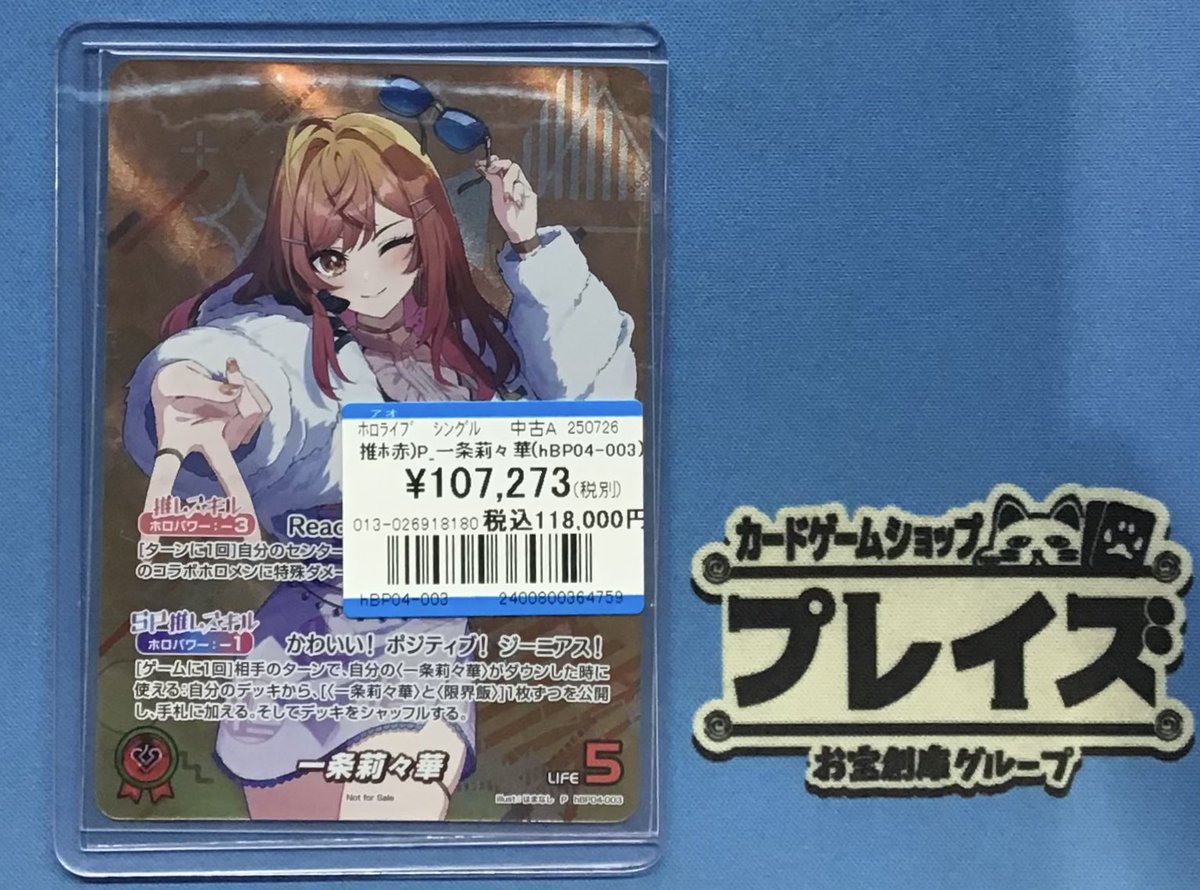 アオ
ホロライブ シングル 中古A 250726
推ホ赤)P_一条莉々華(hBP04-003)
¥107,273(税別)
013-026918180 税込118,000円
hBP04-003 2400800364759
推しスキル
ホロパワー：-3
Reac
[ターンに1回]自分のセンター
のコラボホロメンに特殊ダメー
SP推しスキル
ホロパワー：-1
かわいい！ ポジティブ！ ジーニアス！
[ゲームに1回]相手のターンで、自分の〈一条莉々華〉がダウンした時に
使える：自分のデッキから、[〈一条莉々華〉と〈限界飯〉]1枚ずつを公開
し、手札に加える。そしてデッキをシャッフルする。
一条莉々華
LIFE 5
Not for Sale
illust：はまなし P hBP04-003
カードゲームショップ
プレイズ
お宝創庫グループ